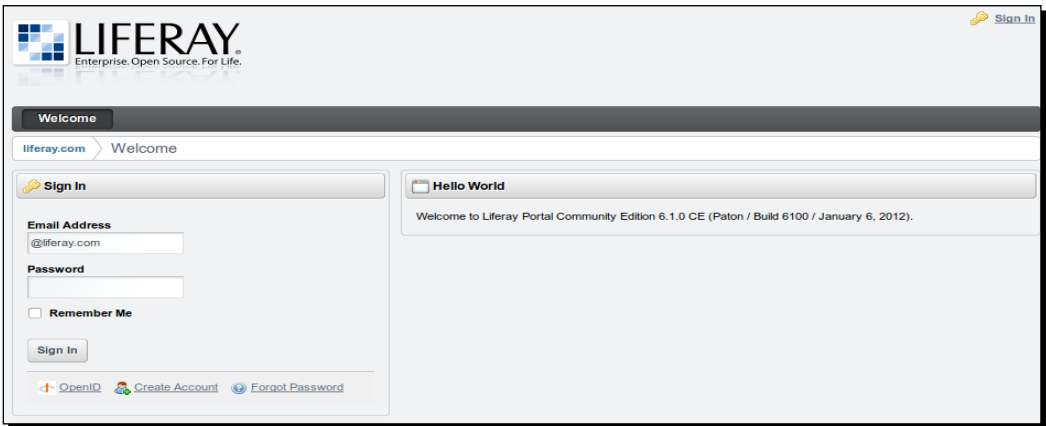 Sign In
LIFERAY.
Enterprise. Open Source. For Life.
Welcome
liferay.com
Welcome
Sign In
Email Address
@liferay.com
Password
Remember Me
Sign In
OpenID
Create Account
Forgot Password
Hello World
Welcome to Liferay Portal Community Edition 6.1.0 CE (Paton / Build 6100 / January 6, 2012).